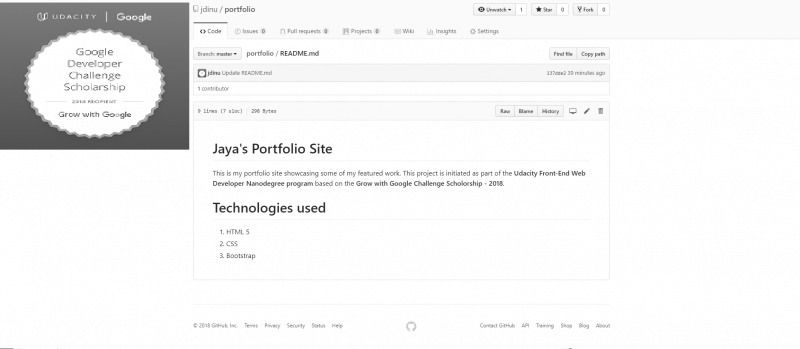 UDACITY | Google
Google
Developer
Challenge
Scholarship
2018 RECIPIENT
Grow with Google
jdinu / portfolio
Unwatch 1 Star 0 Fork 0
Code Issues 0 Pull requests 0 Projects 0 Wiki Insights Settings
Branch: master portfolio / README.md Find file Copy path
jdinu Update README.md 137dde2 39 minutes ago
1 contributor
9 lines (7 sloc) 296 Bytes Raw Blame History
Jaya's Portfolio Site
This is my portfolio site showcasing some of my featured work. This project is initiated as part of the Udacity Front-End Web
Developer Nanodegree program based on the Grow with Google Challenge Scholorship - 2018.
Technologies used
1. HTML 5
2. CSS
3. Bootstrap
© 2018 GitHub, Inc. Terms Privacy Security Status Help Contact GitHub API Training Shop Blog About